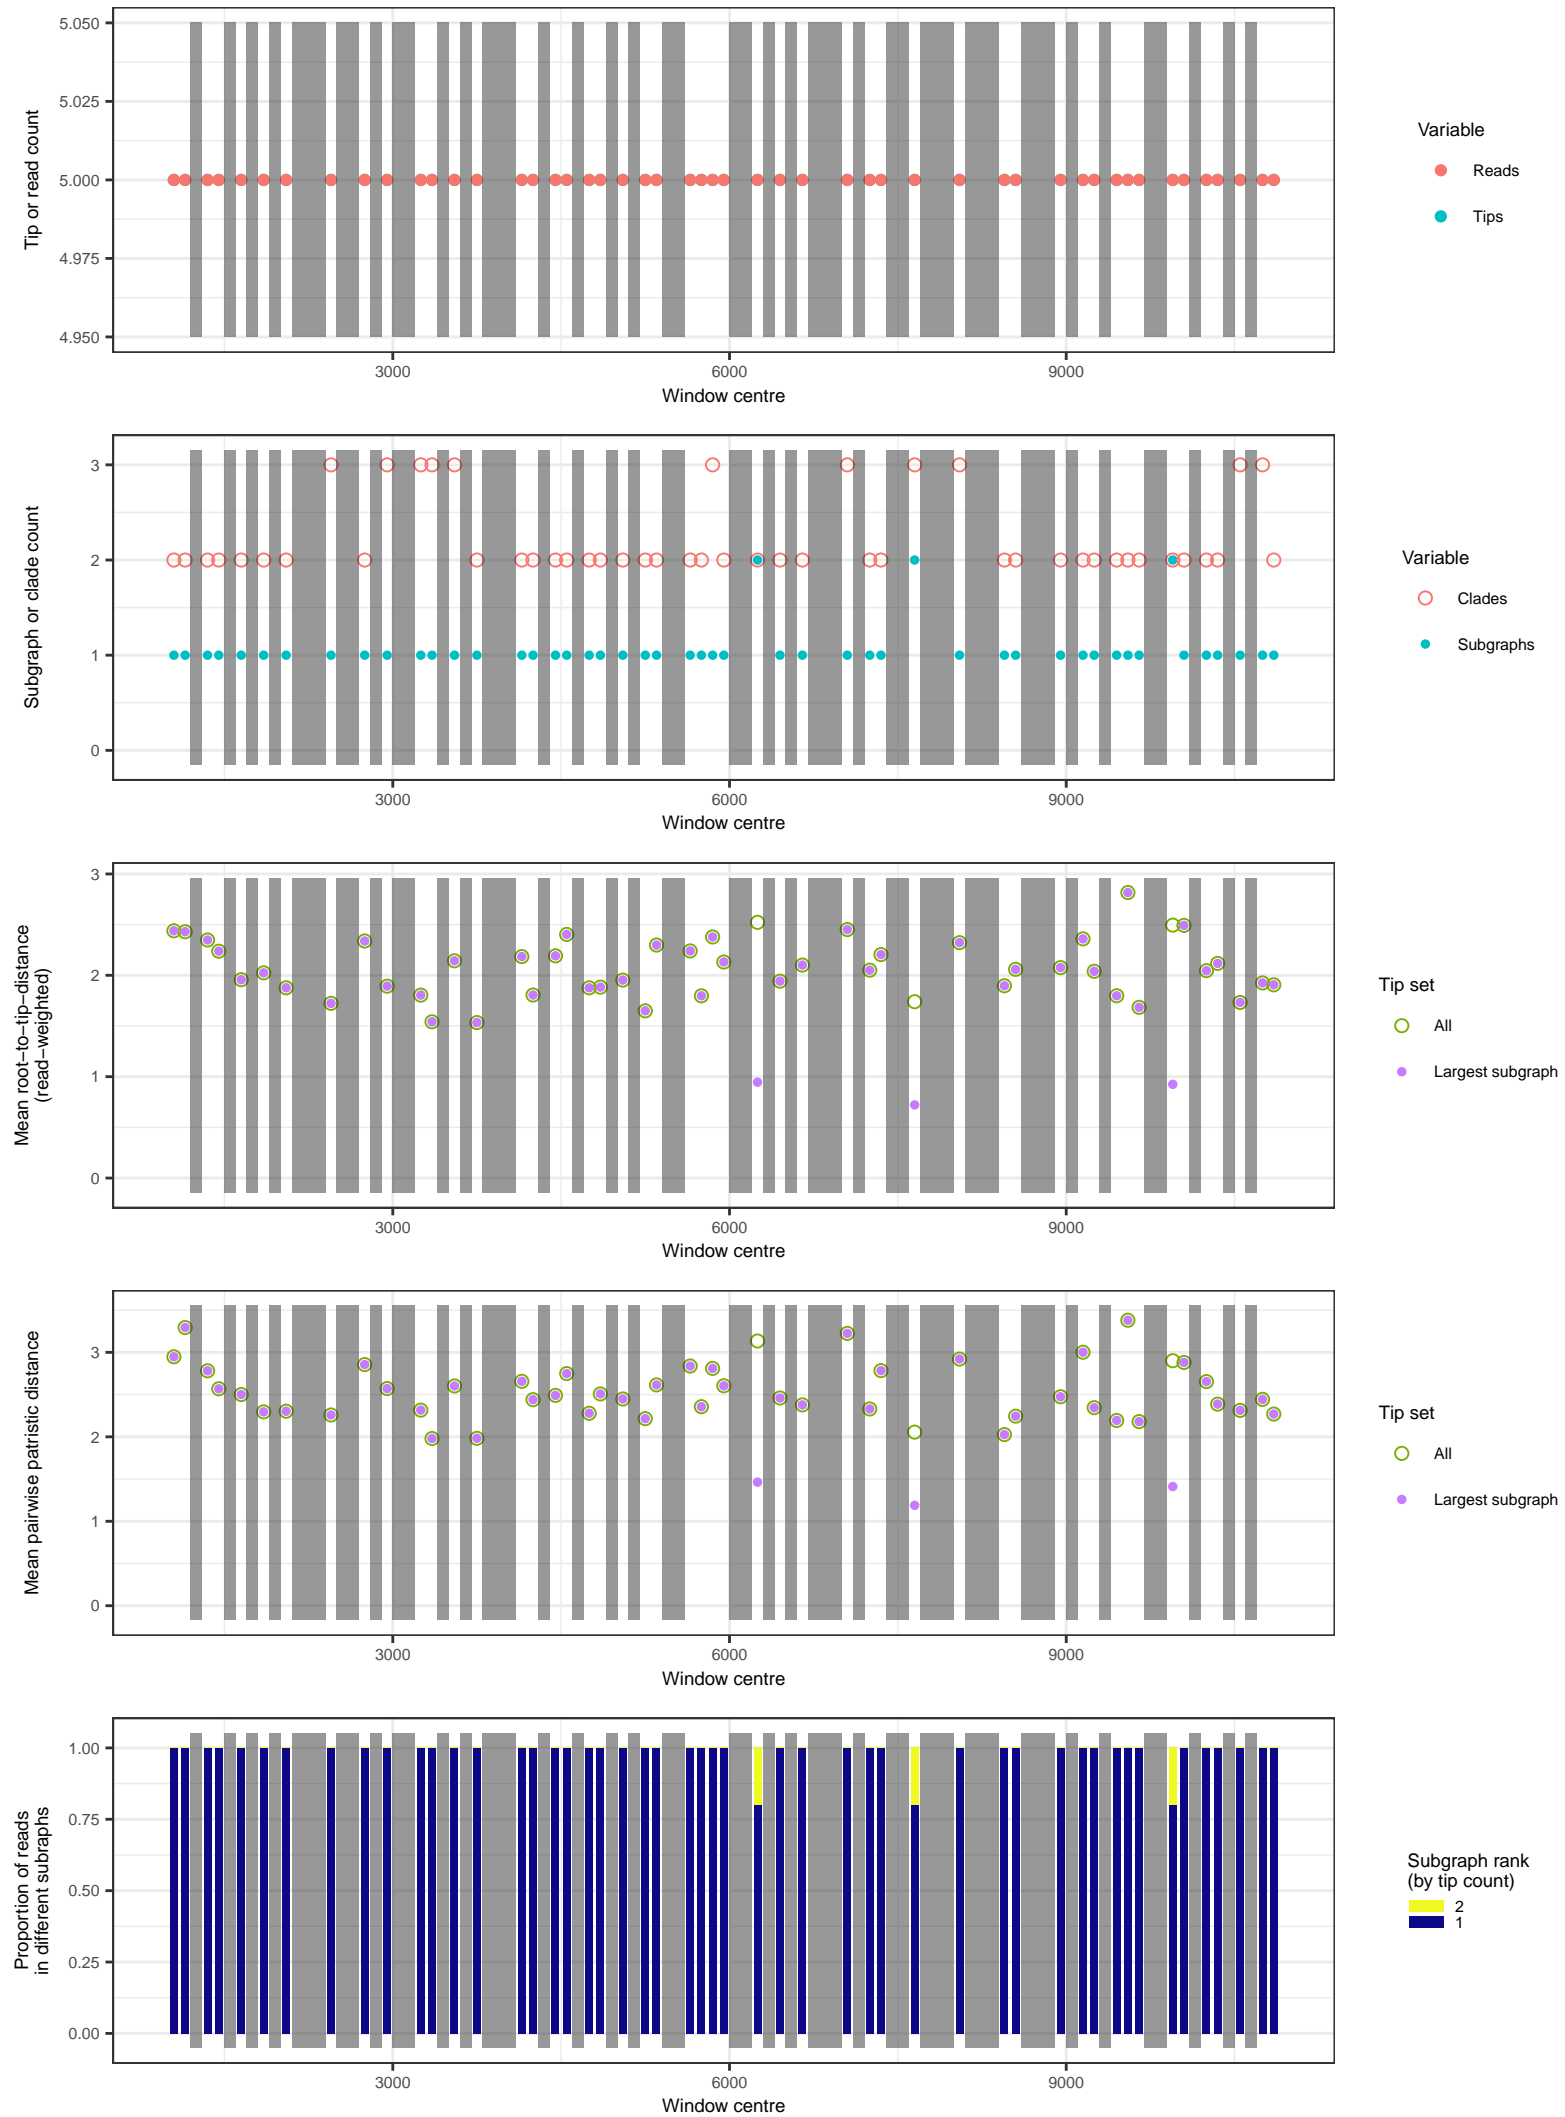 5.050
5.025
5.000
4.975
4.950
Tip or read count
3000 6000 9000
Window centre
Variable
Reads
Tips
3
2
1
0
Subgraph or clade count
3000 6000 9000
Window centre
Variable
Clades
Subgraphs
3
2
1
0
Mean root−to−tip−distance
(read−weighted)
3000 6000 9000
Window centre
Tip set
All
Largest subgraph
3
2
1
0
Mean pairwise patristic distance
3000 6000 9000
Window centre
Tip set
All
Largest subgraph
1.00
0.75
0.50
0.25
0.00
Proportion of reads
in different subraphs
3000 6000 9000
Window centre
Subgraph rank
(by tip count)
2
1